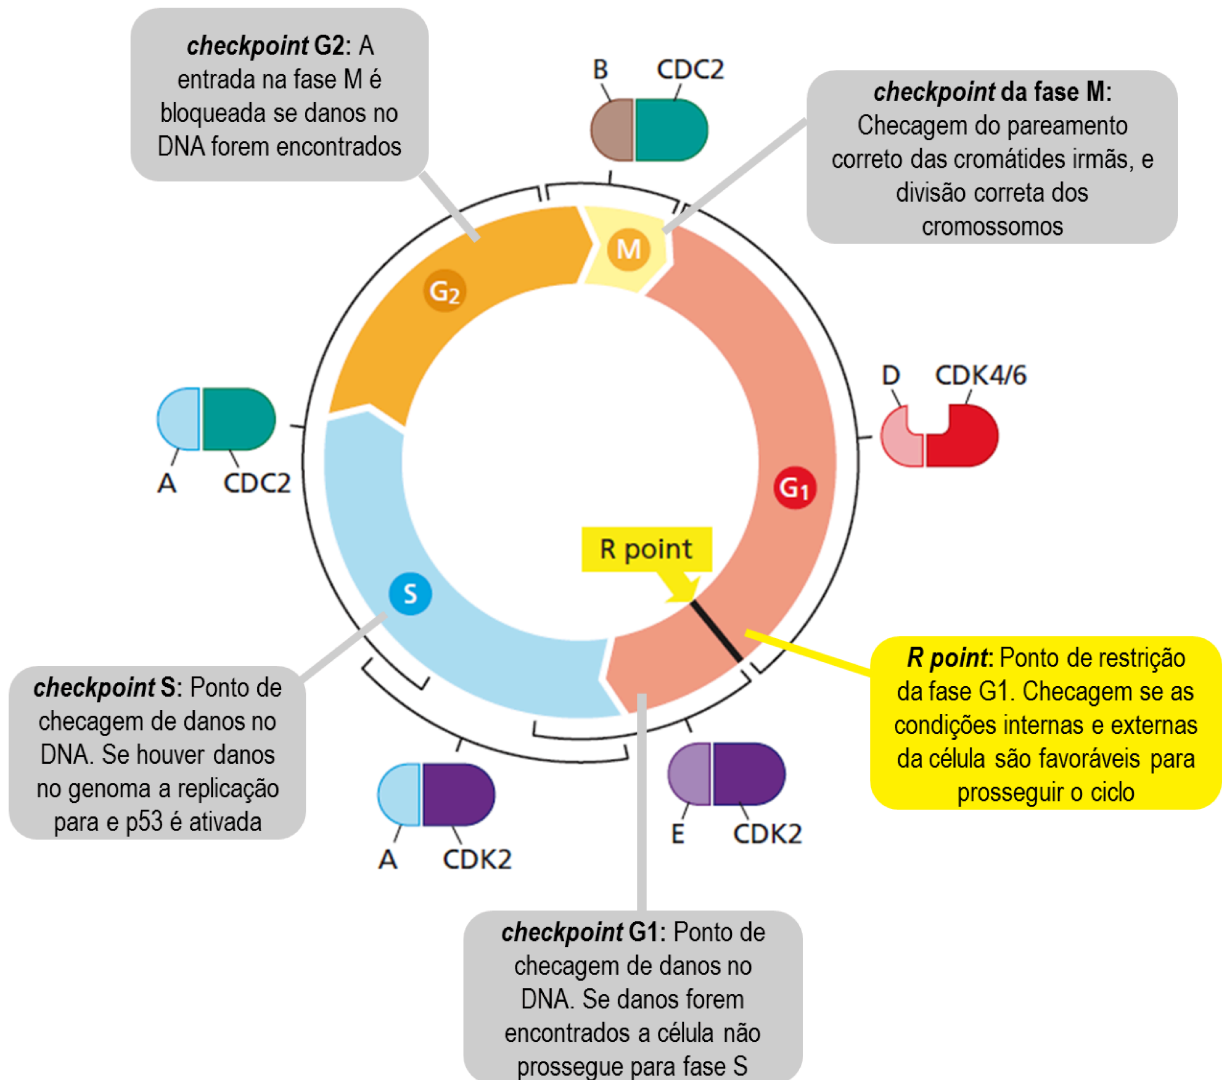 checkpoint G2: A
entrada na fase M é
bloqueada se danos no
DNA forem encontrados
B CDC2
checkpoint da fase M:
Checagem do pareamento
correto das cromátides irmãs, e
divisão correta dos
cromossomos
M
G2
D CDK4/6
A CDC2
G1
R point
S
R point: Ponto de restrição
da fase G1. Checagem se as
condições internas e externas
da célula são favoráveis para
prosseguir o ciclo
checkpoint S: Ponto de
checagem de danos no
DNA. Se houver danos
no genoma a replicação
para e p53 é ativada
E CDK2
A CDK2
checkpoint G1: Ponto de
checagem de danos no
DNA. Se danos forem
encontrados a célula não
prossegue para fase S